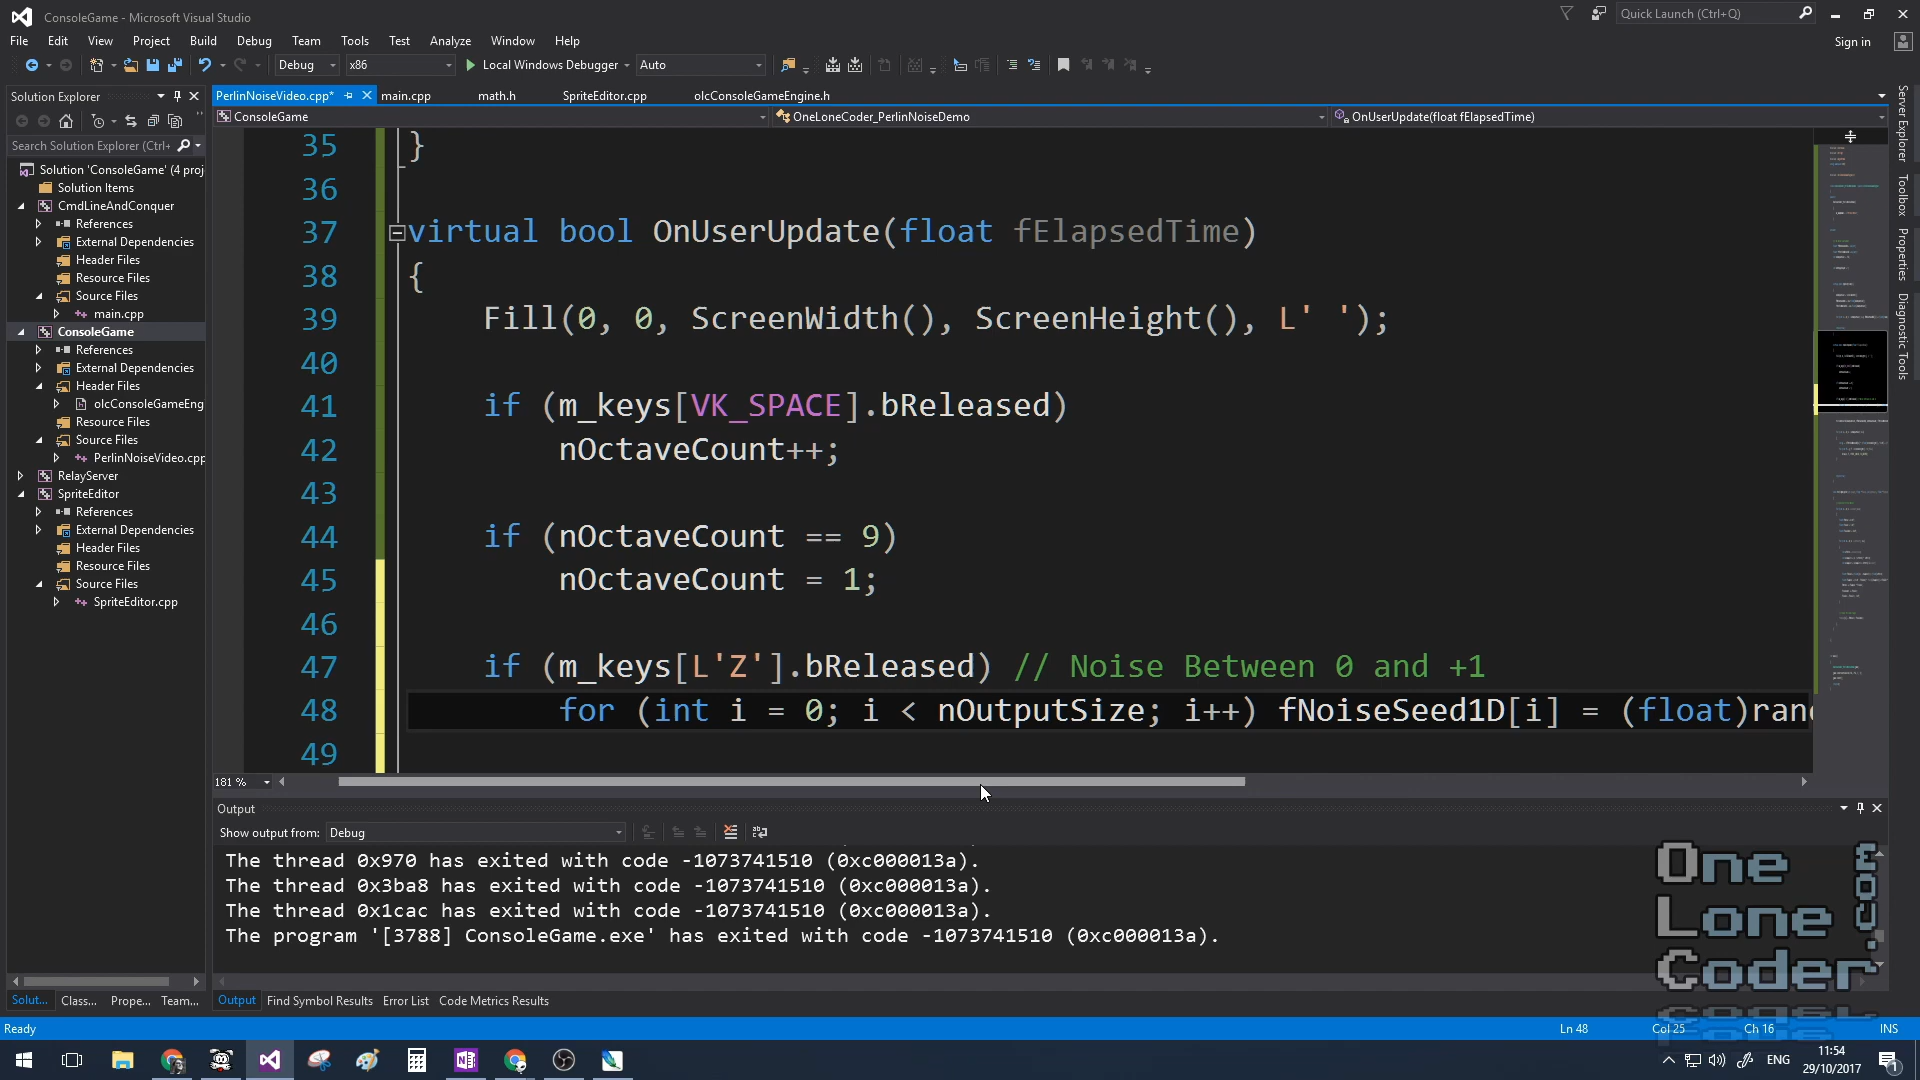 ConsoleGame - Microsoft Visual Studio
Quick Launch (Ctrl+Q)
File Edit View Project Build Debug Team Tools Test Analyze Window Help
Sign in
Debug x86 Local Windows Debugger Auto
Solution Explorer
PerlinNoiseVideo.cpp* main.cpp math.h SpriteEditor.cpp olcConsoleGameEngine.h
ConsoleGame OneLoneCoder_PerlinNoiseDemo OnUserUpdate(float fElapsedTime)
Search Solution Explorer (Ctrl+
Solution 'ConsoleGame' (4 proj
Solution Items
CmdLineAndConquer
References
External Dependencies
Header Files
Resource Files
Source Files
main.cpp
ConsoleGame
References
External Dependencies
Header Files
olcConsoleGameEng
Resource Files
Source Files
PerlinNoiseVideo.cpp
RelayServer
SpriteEditor
References
External Dependencies
Header Files
Resource Files
Source Files
SpriteEditor.cpp
Solut... Class... Prope... Team...
35 }
36
37 virtual bool OnUserUpdate(float fElapsedTime)
38 {
39 Fill(0, 0, ScreenWidth(), ScreenHeight(), L' ');
40
41 if (m_keys[VK_SPACE].bReleased)
42 nOctaveCount++;
43
44 if (nOctaveCount == 9)
45 nOctaveCount = 1;
46
47 if (m_keys[L'Z'].bReleased) // Noise Between 0 and +1
48 for (int i = 0; i < nOutputSize; i++) fNoiseSeed1D[i] = (float)ran
49
181 %
Server Explorer
Toolbox
Properties
Diagnostic Tools
Output
Show output from: Debug
The thread 0x970 has exited with code -1073741510 (0xc000013a).
The thread 0x3ba8 has exited with code -1073741510 (0xc000013a).
The thread 0x1cac has exited with code -1073741510 (0xc000013a).
The program '[3788] ConsoleGame.exe' has exited with code -1073741510 (0xc000013a).
One
Lone
Coder
.com
Output Find Symbol Results Error List Code Metrics Results
Ready Ln 48 Col 25 Ch 16 INS
ENG 11:54
29/10/2017
1